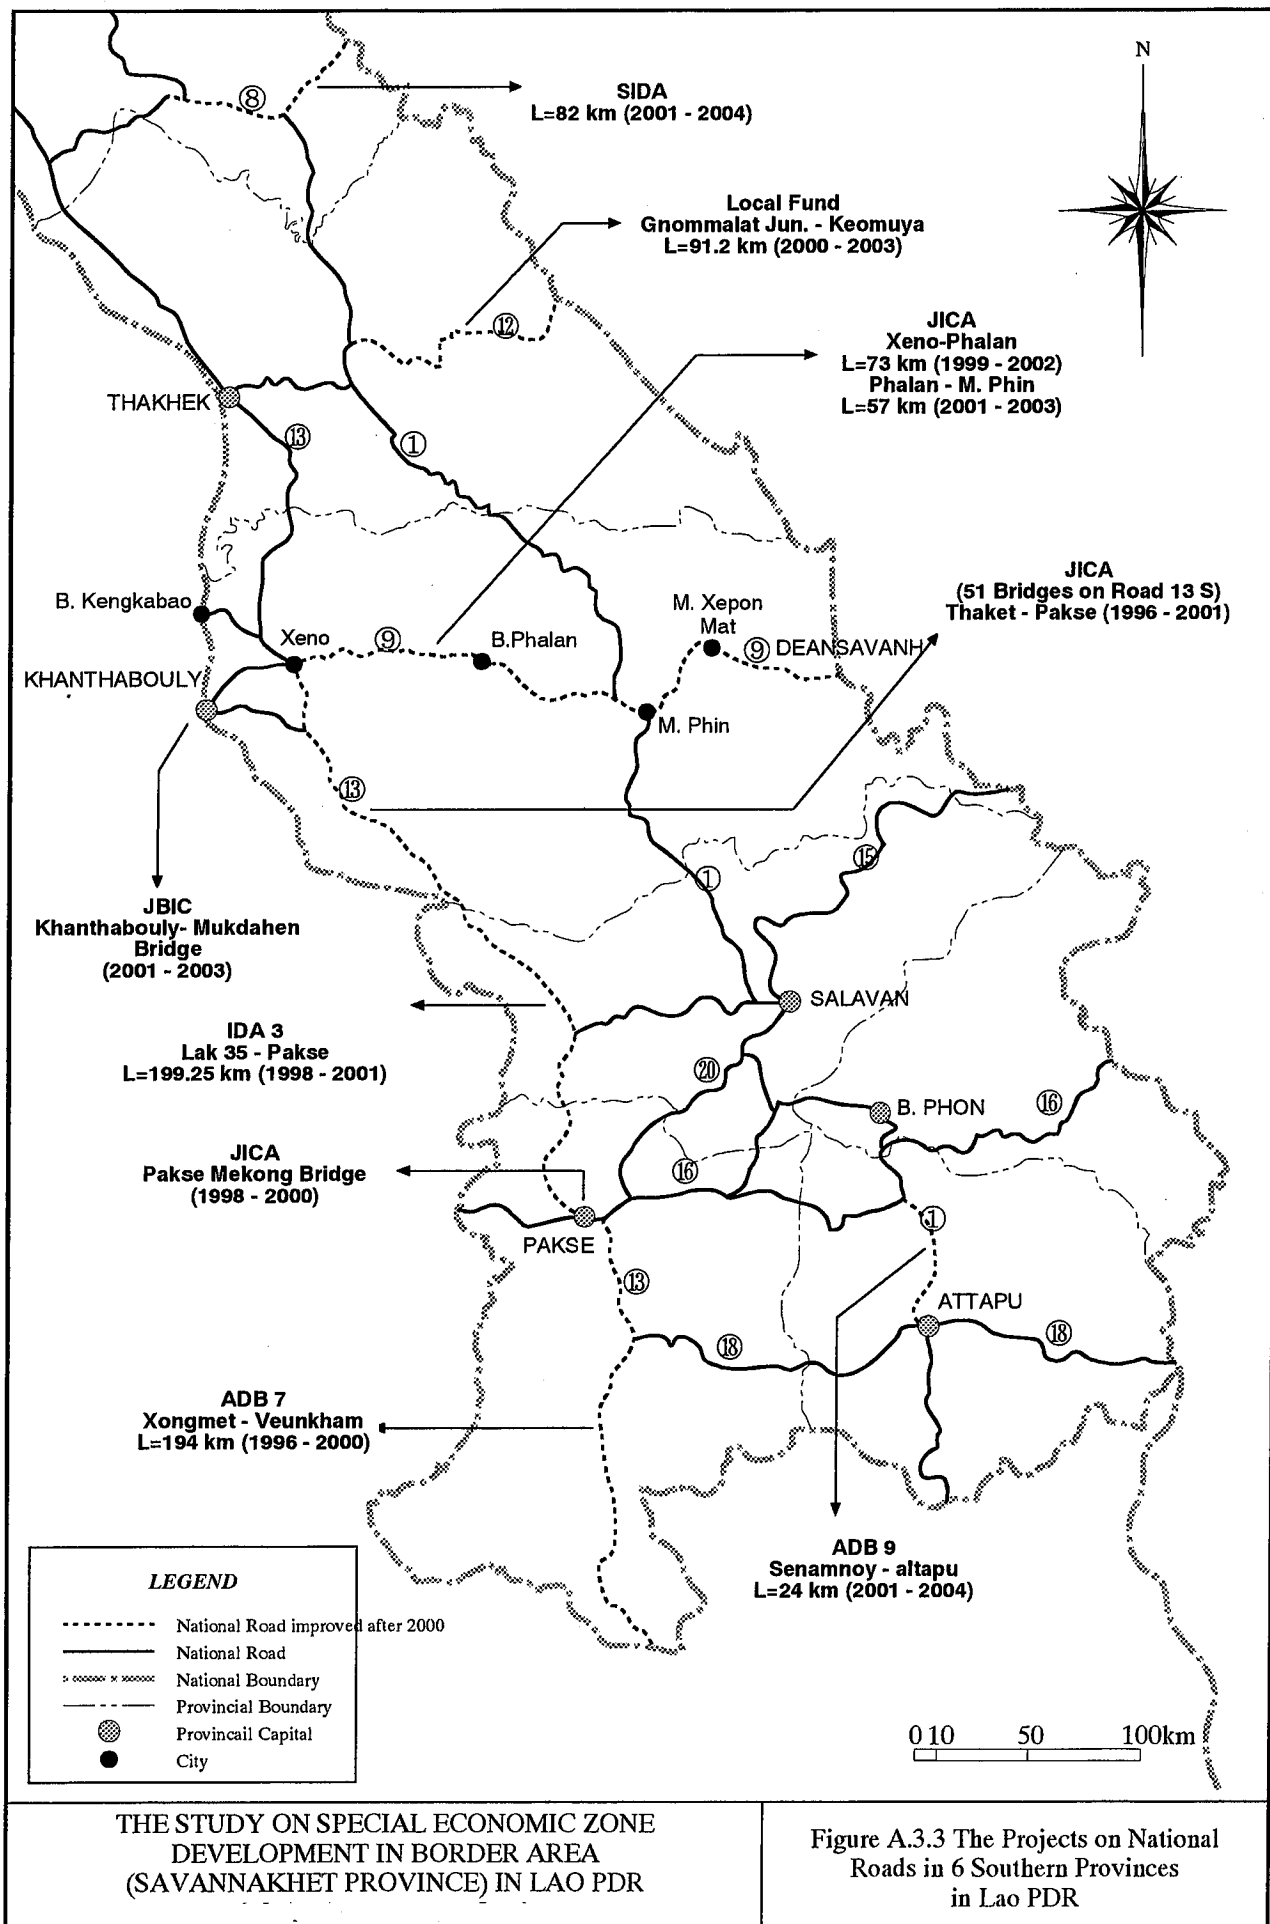 N
⑧
SIDA
L=82 km (2001 - 2004)
Local Fund
Gnommalat Jun. - Keomuya
L=91.2 km (2000 - 2003)
⑫
JICA
Xeno-Phalan
L=73 km (1999 - 2002)
Phalan - M. Phin
L=57 km (2001 - 2003)
THAKHEK
⑬
①
JICA
(51 Bridges on Road 13 S)
Thaket - Pakse (1996 - 2001)
B. Kengkabao
Xeno
⑨
B.Phalan
M. Xepon
Mat
⑨
DEANSAVANH
KHANTHABOULY
M. Phin
⑬
⑮
①
JBIC
Khanthabouly- Mukdahen
Bridge
(2001 - 2003)
SALAVAN
IDA 3
Lak 35 - Pakse
L=199.25 km (1998 - 2001)
⑳
B. PHON
⑯
JICA
Pakse Mekong Bridge
(1998 - 2000)
⑯
①
PAKSE
⑬
ATTAPU
⑱
⑱
ADB 7
Xongmet - Veunkham
L=194 km (1996 - 2000)
ADB 9
Senamnoy - altapu
L=24 km (2001 - 2004)
LEGEND
National Road improved after 2000
National Road
National Boundary
Provincial Boundary
Provincail Capital
City
0 10 50 100km
THE STUDY ON SPECIAL ECONOMIC ZONE
DEVELOPMENT IN BORDER AREA
(SAVANNAKHET PROVINCE) IN LAO PDR
Figure A.3.3 The Projects on National
Roads in 6 Southern Provinces
in Lao PDR